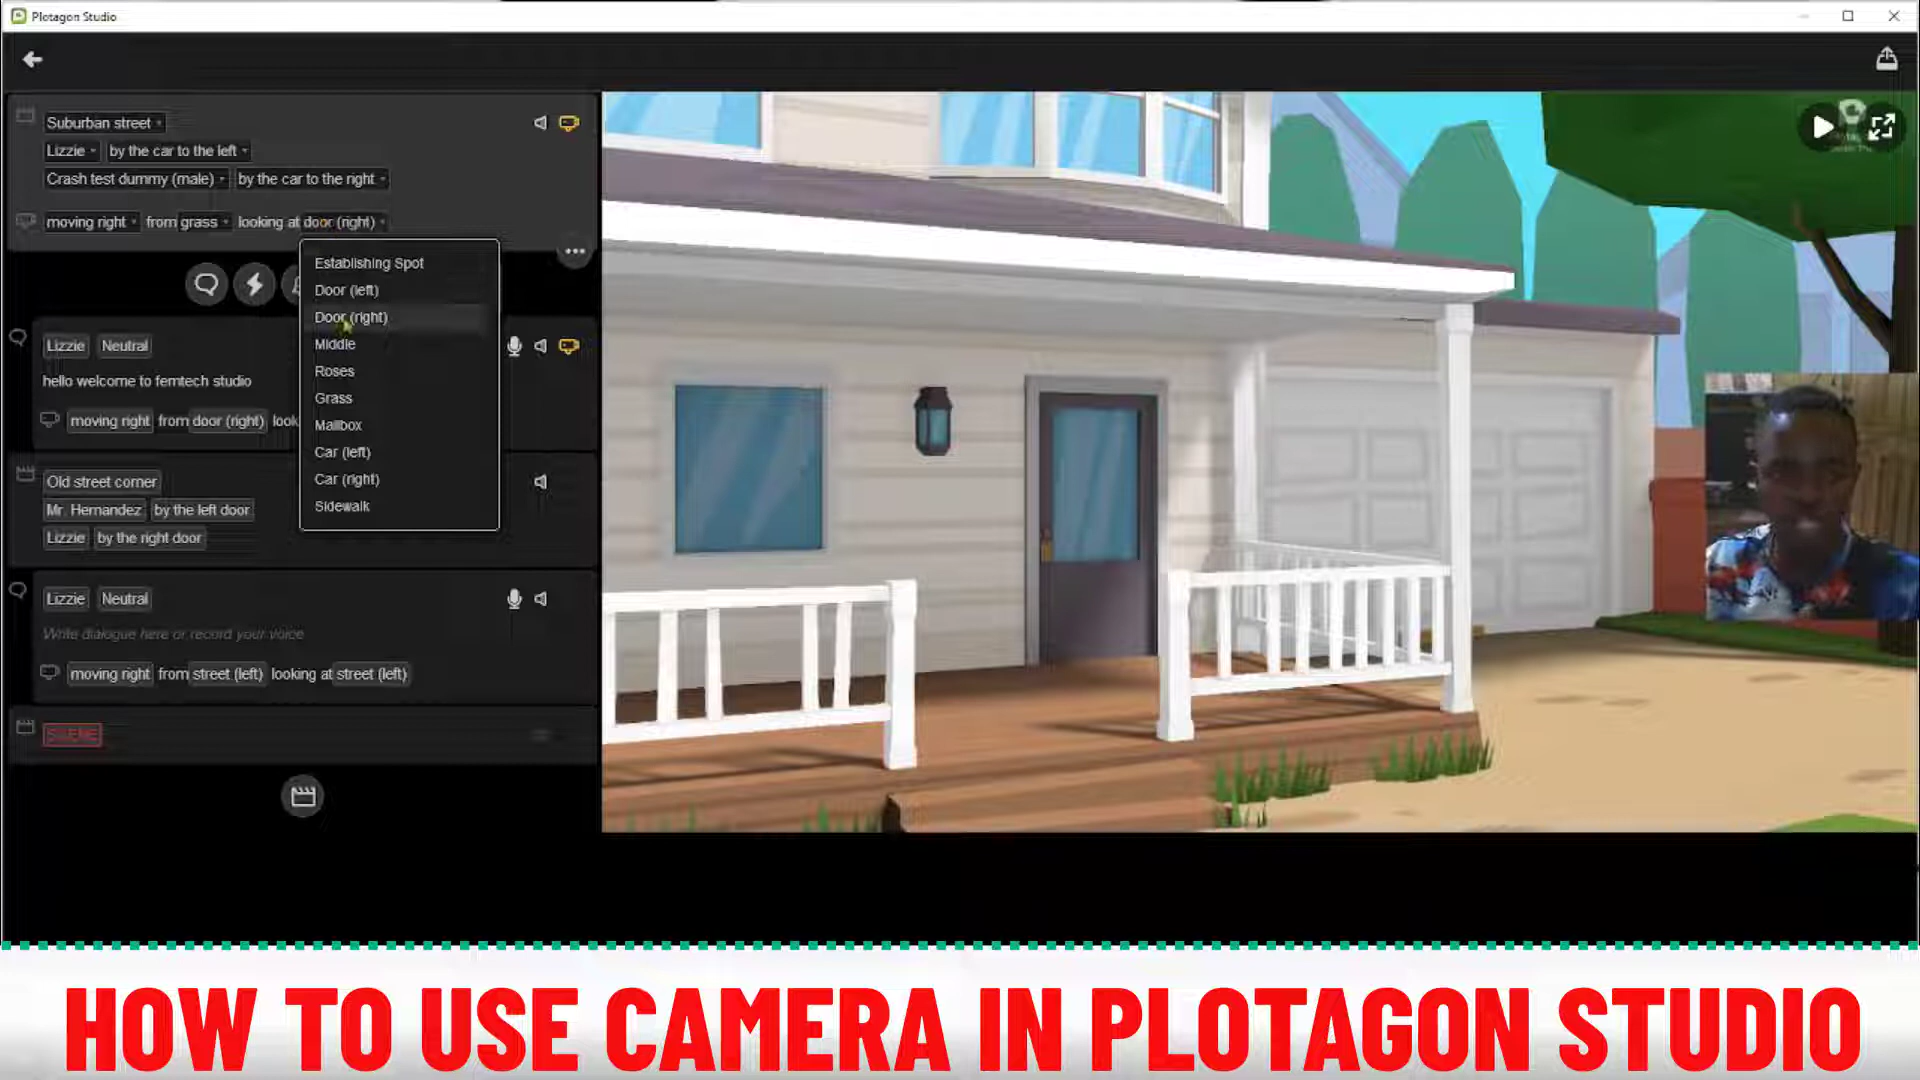 Plotagon Studio
Suburban street
Lizzie by the car to the left
Crash test dummy (male) by the car to the right
moving right from grass looking at door (right)
Establishing Spot
Door (left)
Door (right)
Middle
Roses
Grass
Mailbox
Car (left)
Car (right)
Sidewalk
Lizzie Neutral
hello welcome to femtech studio
moving right from door (right) look
Old street corner
Mr. Hernandez by the left door
Lizzie by the right door
Lizzie Neutral
Write dialogue here or record your voice
moving right from street (left) looking at street (left)
SCENE
HOW TO USE CAMERA IN PLOTAGON STUDIO